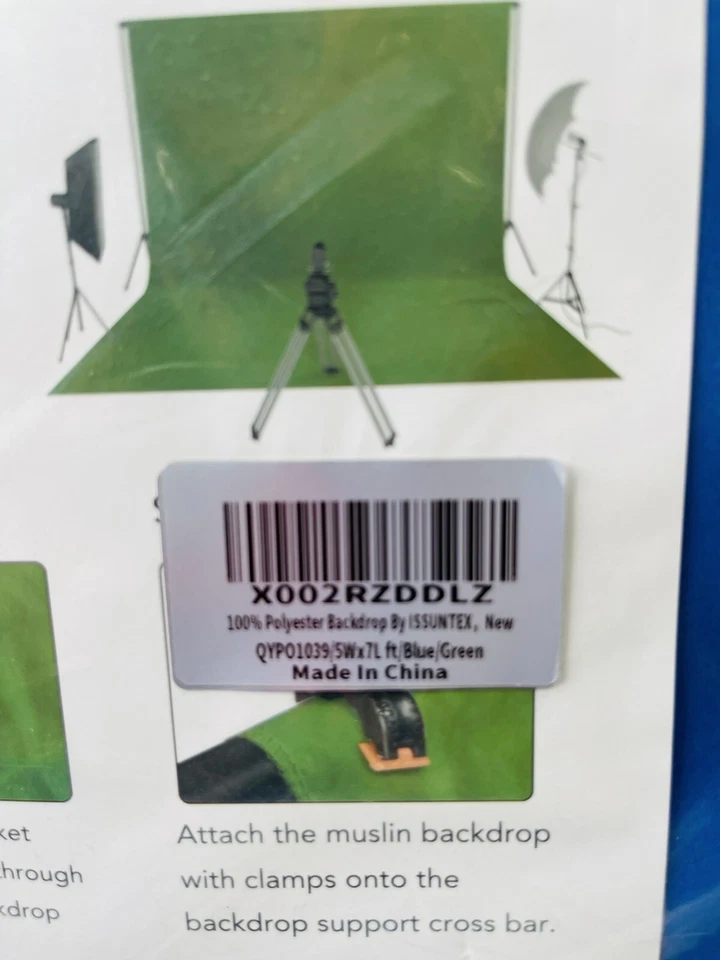 X002RZDDLZ
100% Polyester Backdrop By ISSUNTEX, New
QYPO1039/5Wx7L ft/Blue/Green
Made In China
ket
through
kdrop
Attach the muslin backdrop
with clamps onto the
backdrop support cross bar.